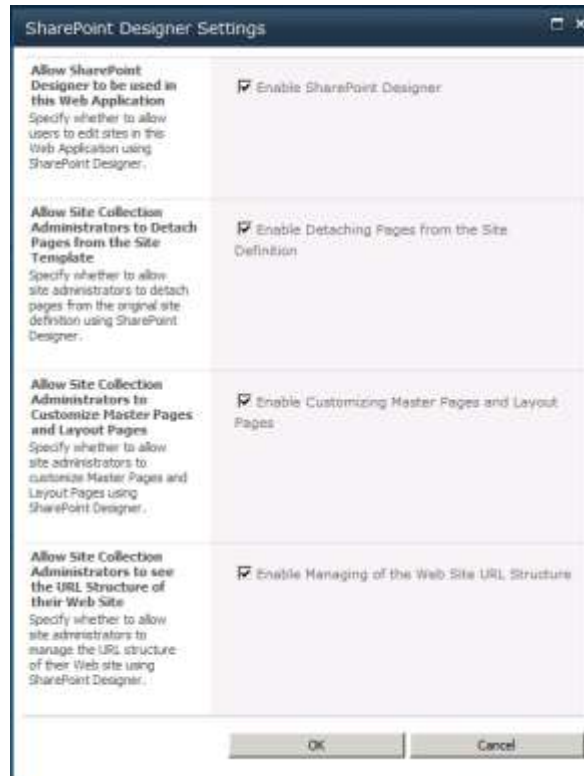 SharePoint Designer Settings
Allow SharePoint
Designer to be used in
this Web Application
Specify whether to allow
users to edit sites in this
Web Application using
SharePoint Designer.
Enable SharePoint Designer
Allow Site Collection
Administrators to Detach
Pages from the Site
Template
Specify whether to allow
site administrators to detach
pages from the original site
definition using SharePoint
Designer.
Enable Detaching Pages from the Site
Definition
Allow Site Collection
Administrators to
Customize Master Pages
and Layout Pages
Specify whether to allow
site administrators to
customize Master Pages and
Layout Pages using
SharePoint Designer.
Enable Customizing Master Pages and Layout
Pages
Allow Site Collection
Administrators to see
the URL Structure of
their Web Site
Specify whether to allow
site administrators to
manage the URL structure
of their Web site using
SharePoint Designer.
Enable Managing of the Web Site URL Structure
OK
Cancel